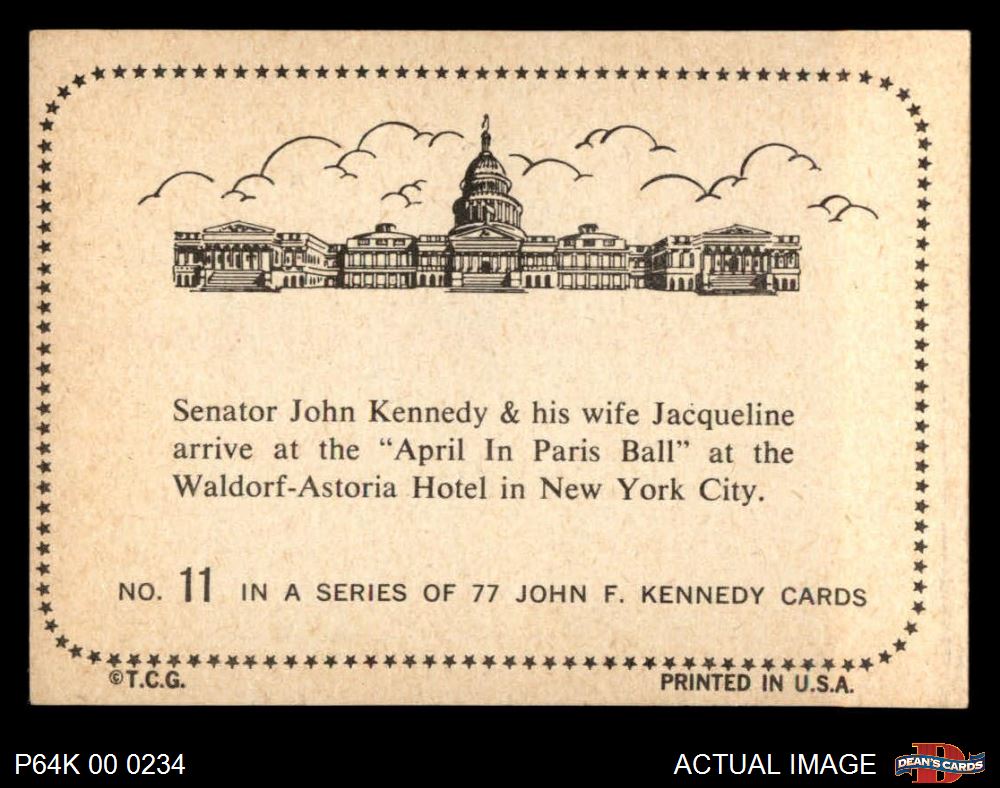 Senator John Kennedy & his wife Jacqueline
arrive at the “April In Paris Ball” at the
Waldorf-Astoria Hotel in New York City.
NO. 11 IN A SERIES OF 77 JOHN F. KENNEDY CARDS
©T.C.G. PRINTED IN U.S.A.
P64K 00 0234 ACTUAL IMAGE D DEAN'S CARDS